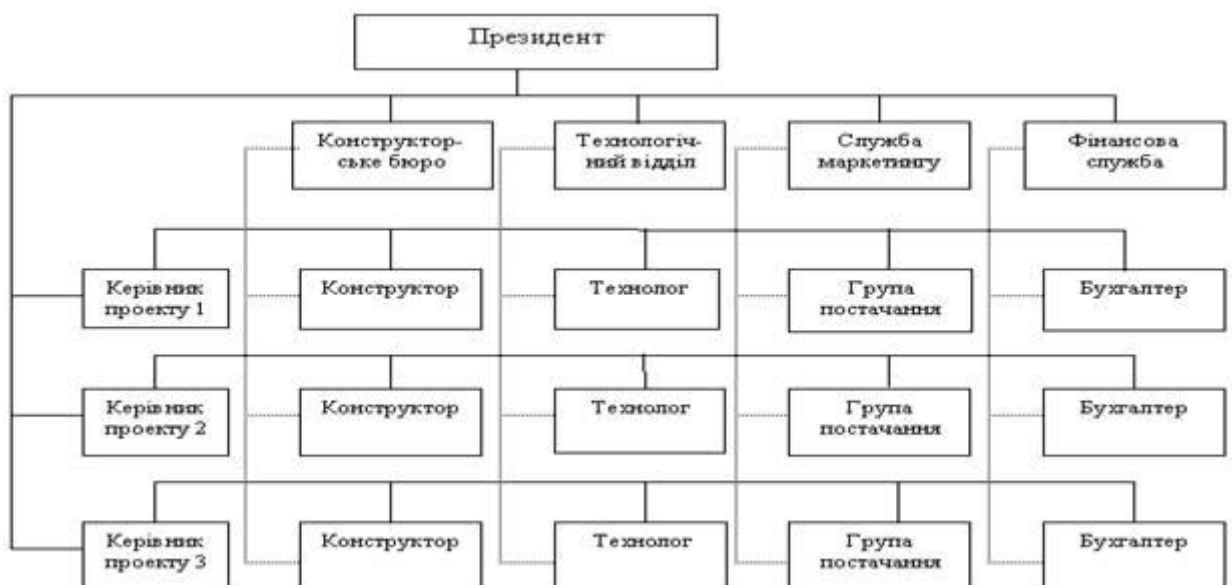 Президент
Конструктор-
ське бюро
Технологіч-
ний відділ
Служба
маркетингу
Фінансова
служба
Керівник
проекту 1
Конструктор
Технолог
Група
постачання
Бухгалтер
Керівник
проекту 2
Конструктор
Технолог
Група
постачання
Бухгалтер
Керівник
проекту 3
Конструктор
Технолог
Група
постачання
Бухгалтер